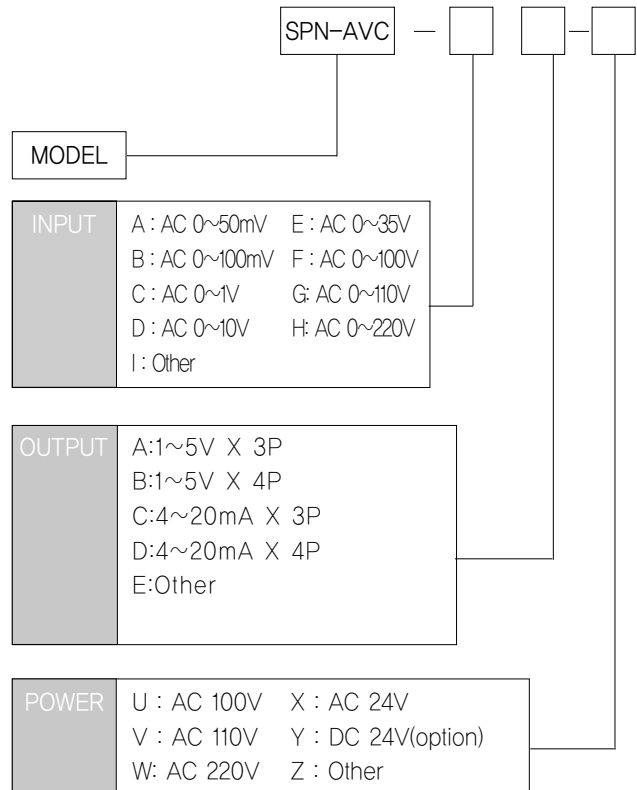 SPN-AVC — -
MODEL
INPUT
A : AC 0~50mV E : AC 0~35V
B : AC 0~100mV F : AC 0~100V
C : AC 0~1V G: AC 0~110V
D : AC 0~10V H: AC 0~220V
I : Other
OUTPUT
A:1~5V X 3P
B:1~5V X 4P
C:4~20mA X 3P
D:4~20mA X 4P
E:Other
POWER
U : AC 100V X : AC 24V
V : AC 110V Y : DC 24V(option)
W: AC 220V Z : Other